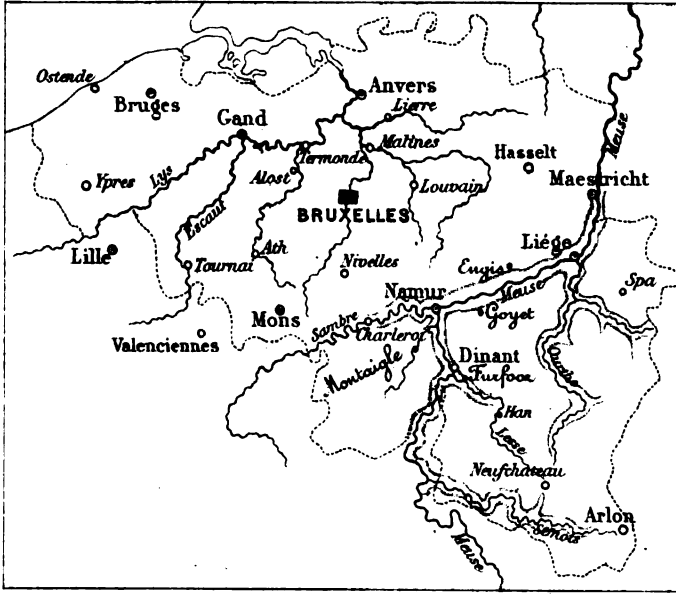 Ostende
Bruges
Anvers
Lierre
Gand
Malines
Termonde
Hasselt
Meuse
Ypres
Lys
Alost
Louvain
Maestricht
BRUXELLES
Escaut
Lille
Ath
Liége
Tournai
Nivelles
Engis
Meuse
Spa
Namur
Goyet
Mons
Sambre
Charleroi
Valenciennes
Dinant
Furfooz
Montaigle
Ourthe
Han
Lesse
Neufchateau
Arlon
Semois
Meuse